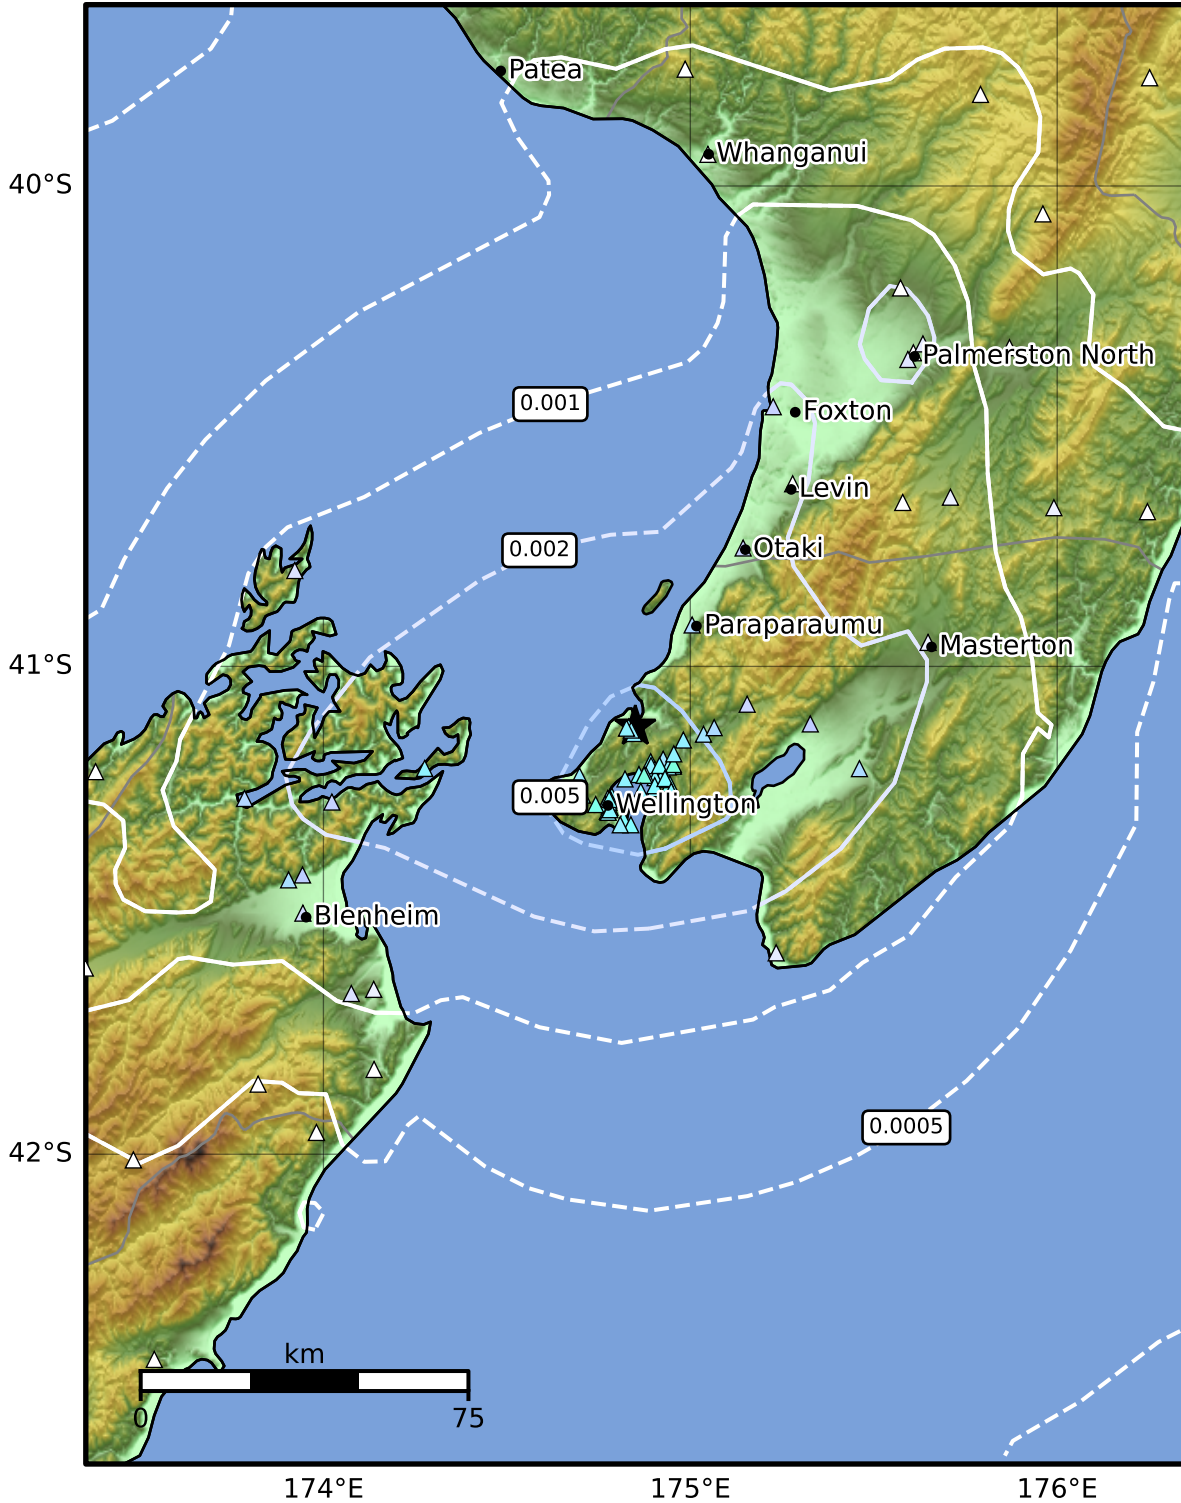 Patea
Whanganui
40°S
Palmerston North
0.001
Foxton
Levin
0.002
Otaki
Paraparaumu
Masterton
41°S
0.005
Wellington
Blenheim
0.0005
42°S
km
0
75
174°E
175°E
176°E